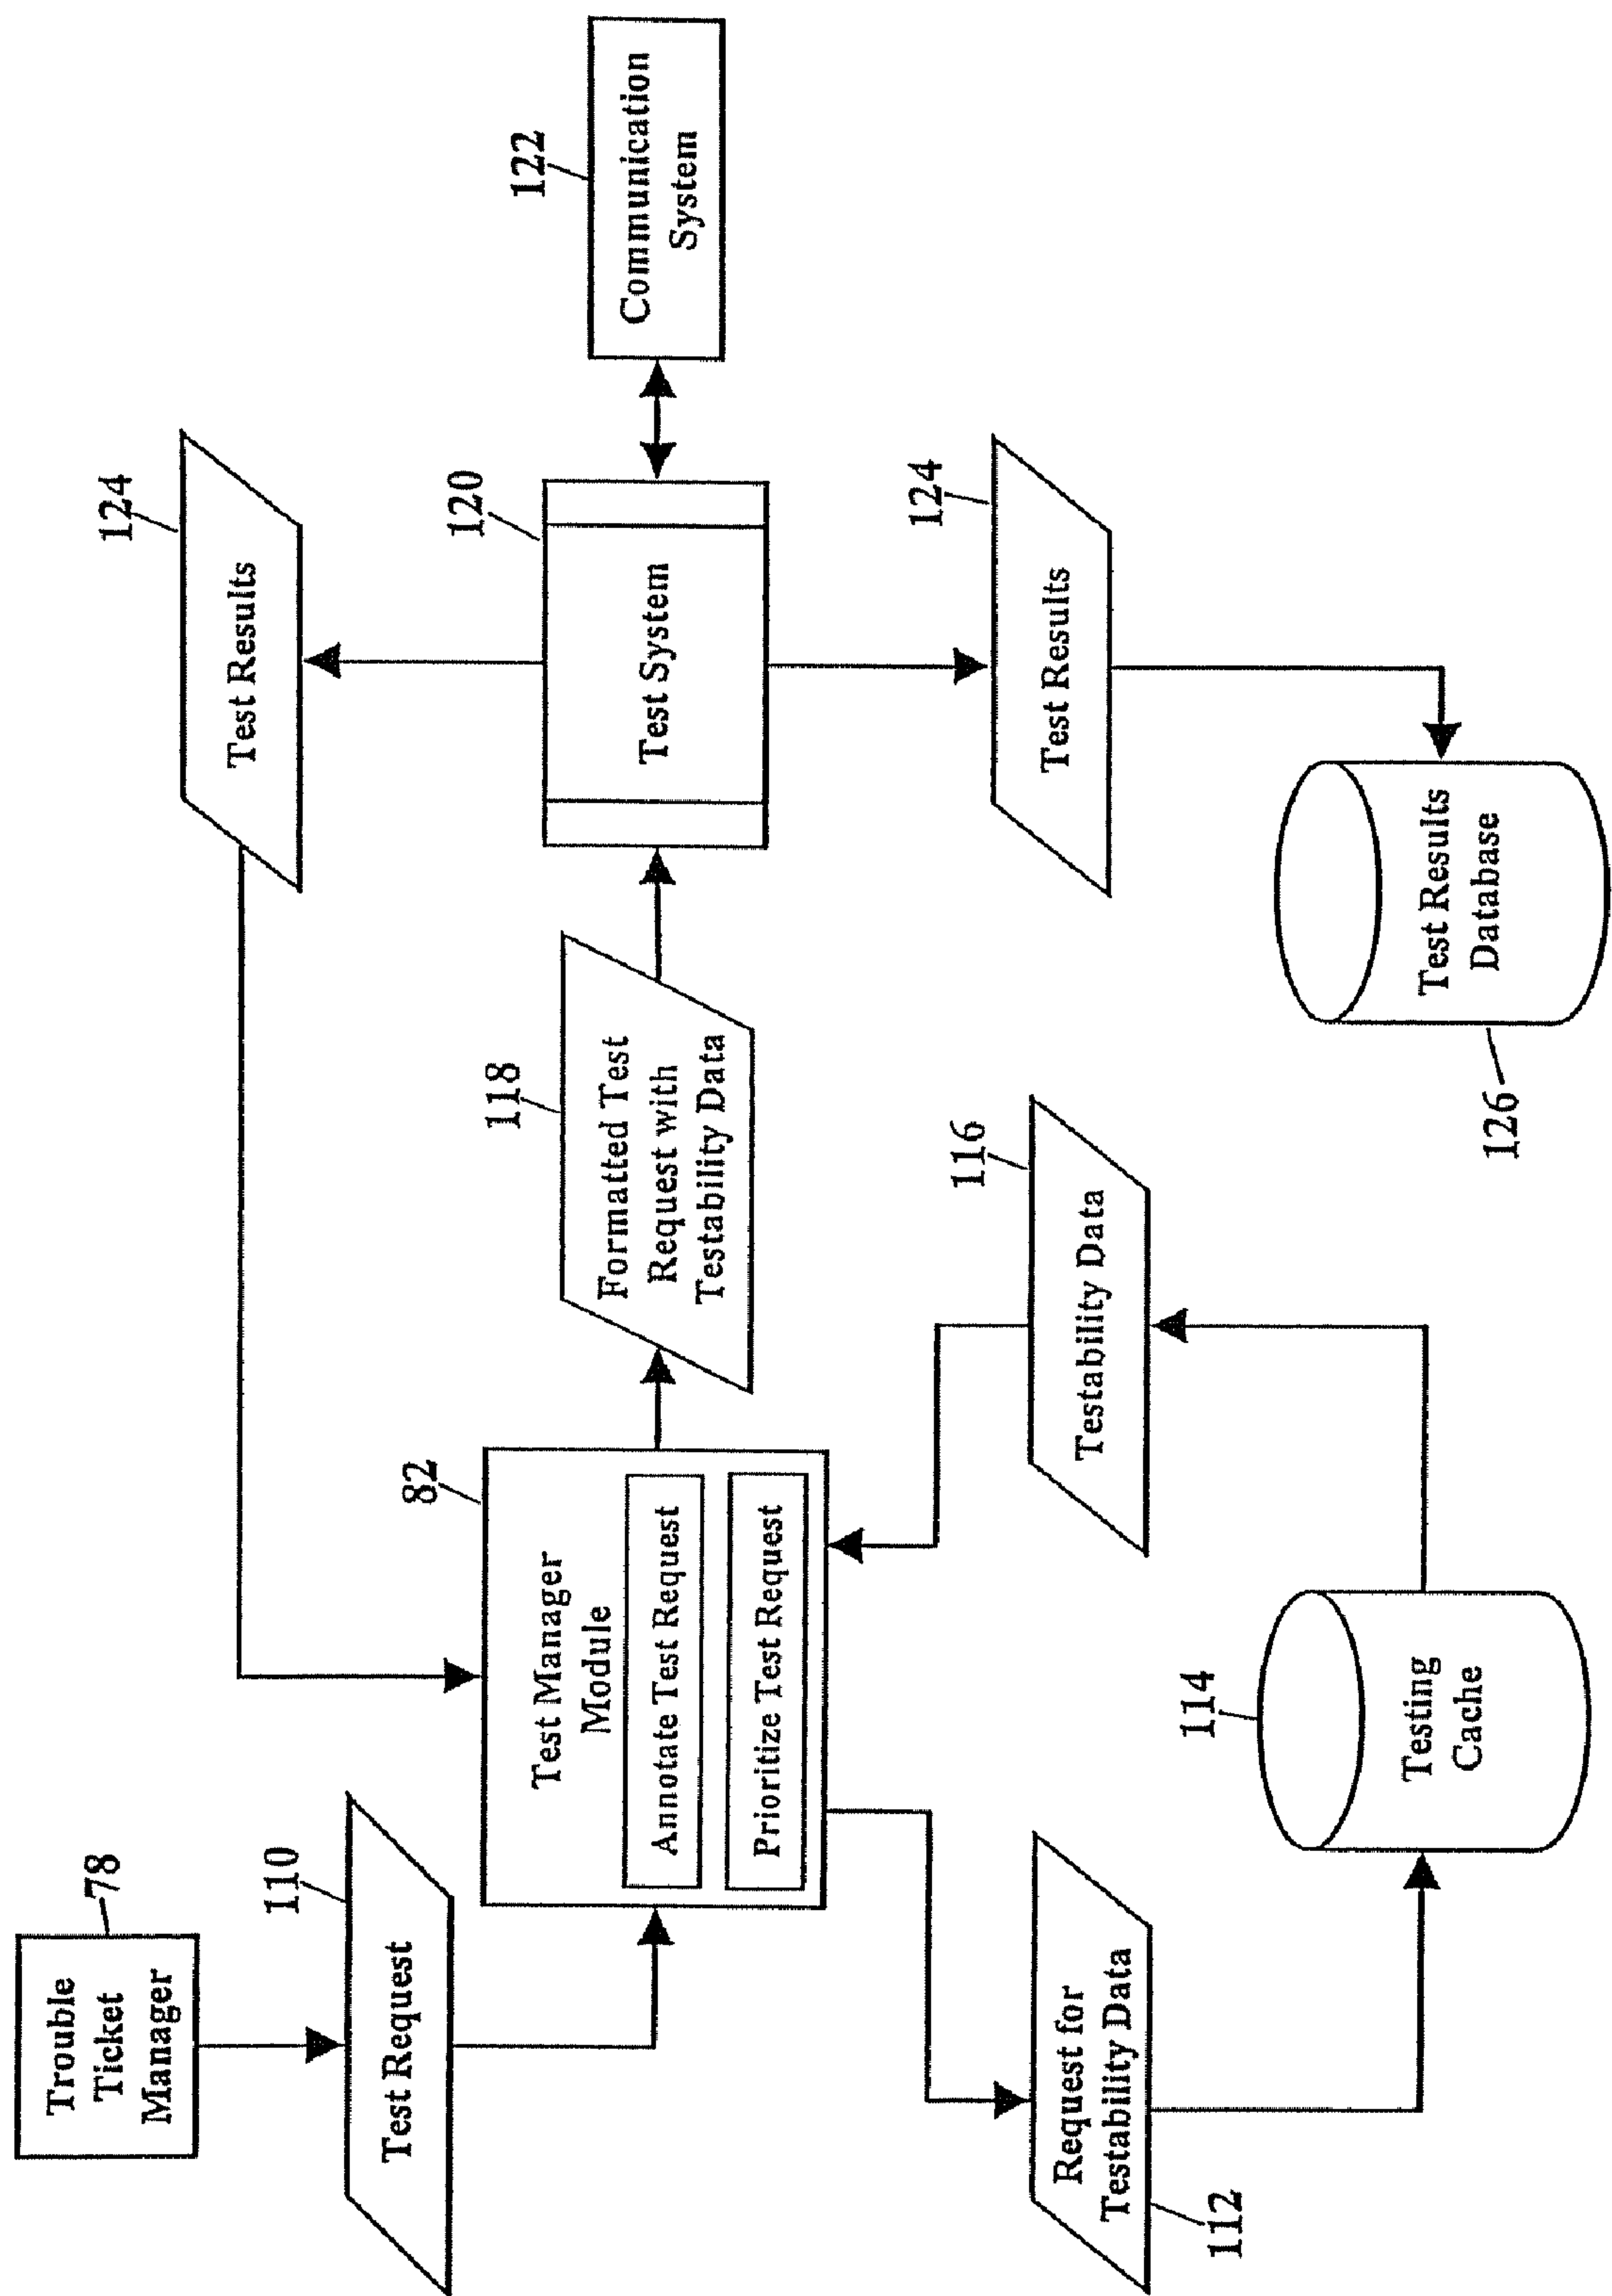 Trouble
Ticket
Manager
78
110
Test Request
82
Test Manager
Module
Annotate Test Request
Prioritize Test Request
112
Request for
Testability Data
114
Testing
Cache
116
Testability Data
118
Formatted Test
Request with
Testability Data
124
Test Results
120
Test System
122
Communication
System
124
Test Results
Test Results
Database
126